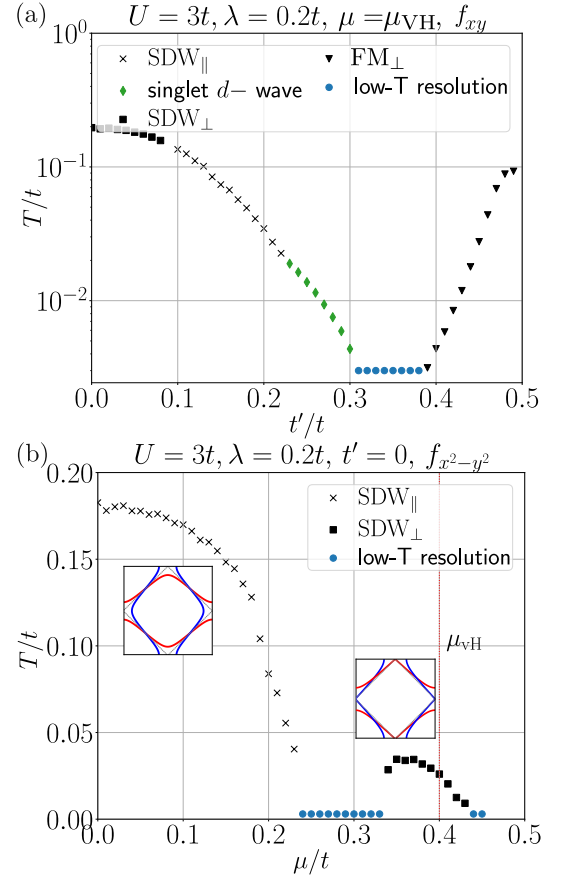 (a) U = 3t, λ = 0.2t, μ = μ_VH, f_xy
10^0
× SDW_∥
▼ FM_⊥
♦ singlet d− wave
● low-T resolution
■ SDW_⊥
10^−1
T/t
10^−2
0.0 0.1 0.2 0.3 0.4 0.5
t′/t
(b) U = 3t, λ = 0.2t, t′ = 0, f_x²−y²
0.20
× SDW_∥
■ SDW_⊥
● low-T resolution
0.15
T/t
0.10
μ_VH
0.05
0.00
0 0.1 0.2 0.3 0.4 0.5
μ/t